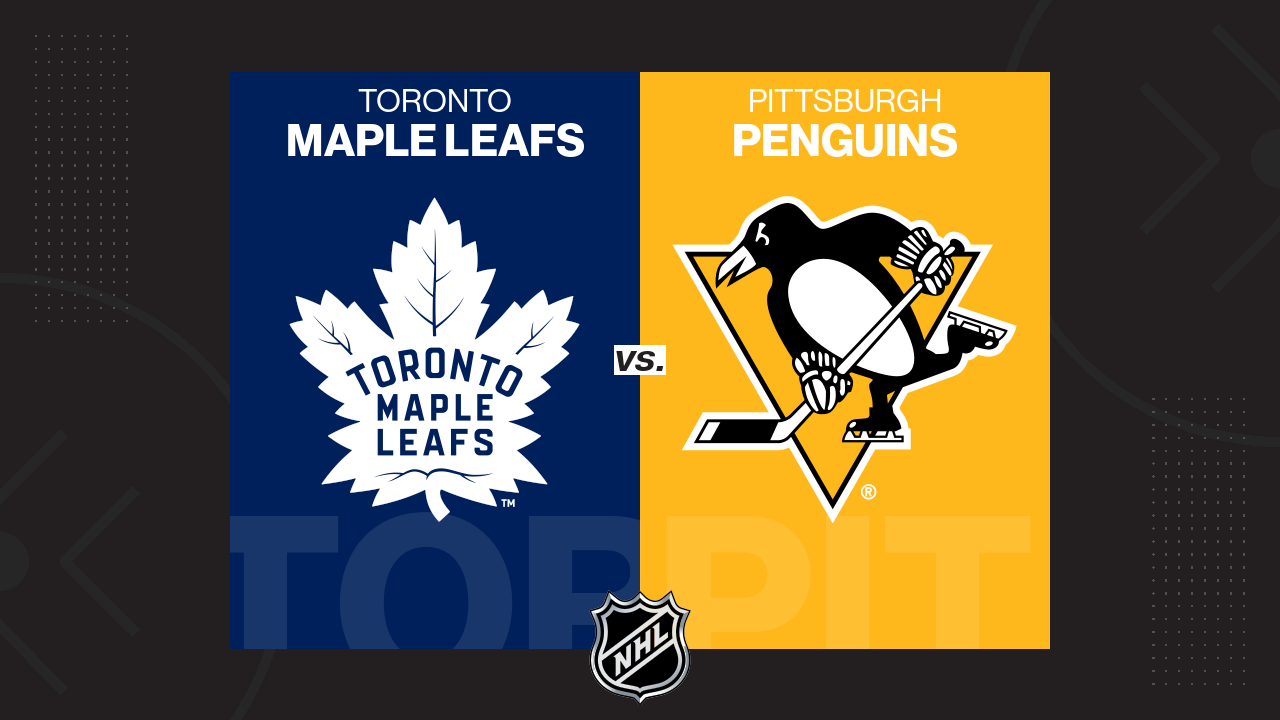 TORONTO
MAPLE LEAFS
PITTSBURGH
PENGUINS
TORONTO
MAPLE
LEAFS
TM
vs.
®
TOR
PIT
NHL